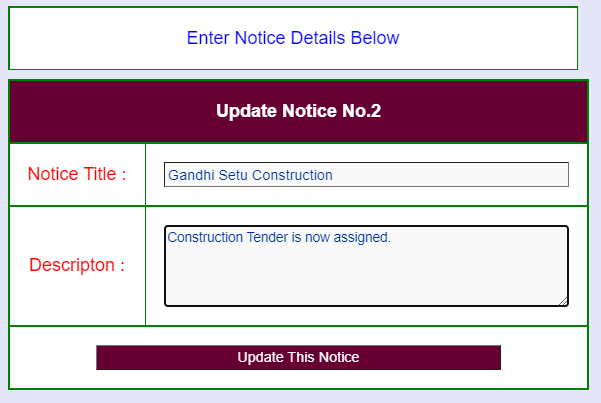 Enter Notice Details Below
Update Notice No.2
Notice Title :
Gandhi Setu Construction
Descripton :
Construction Tender is now assigned.
Update This Notice